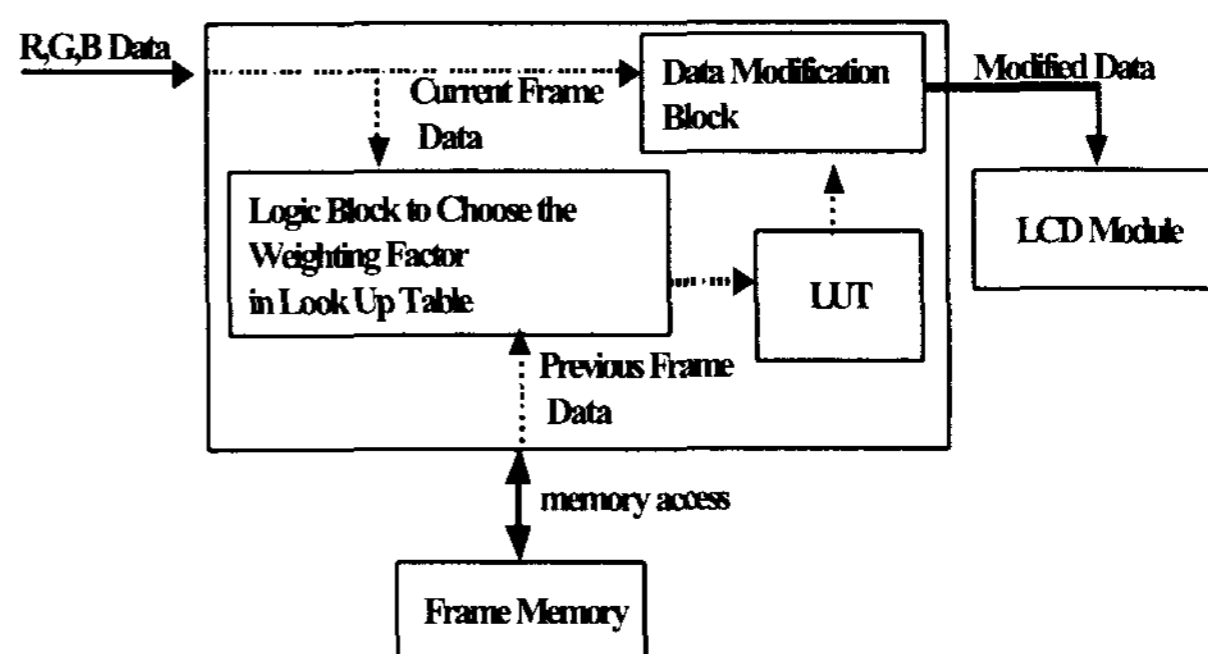 R,G,B Data
Current Frame
Data
Data Modification
Block
Modified Data
Logic Block to Choose the
Weighting Factor
in Look Up Table
LUT
LCD Module
Previous Frame
Data
memory access
Frame Memory